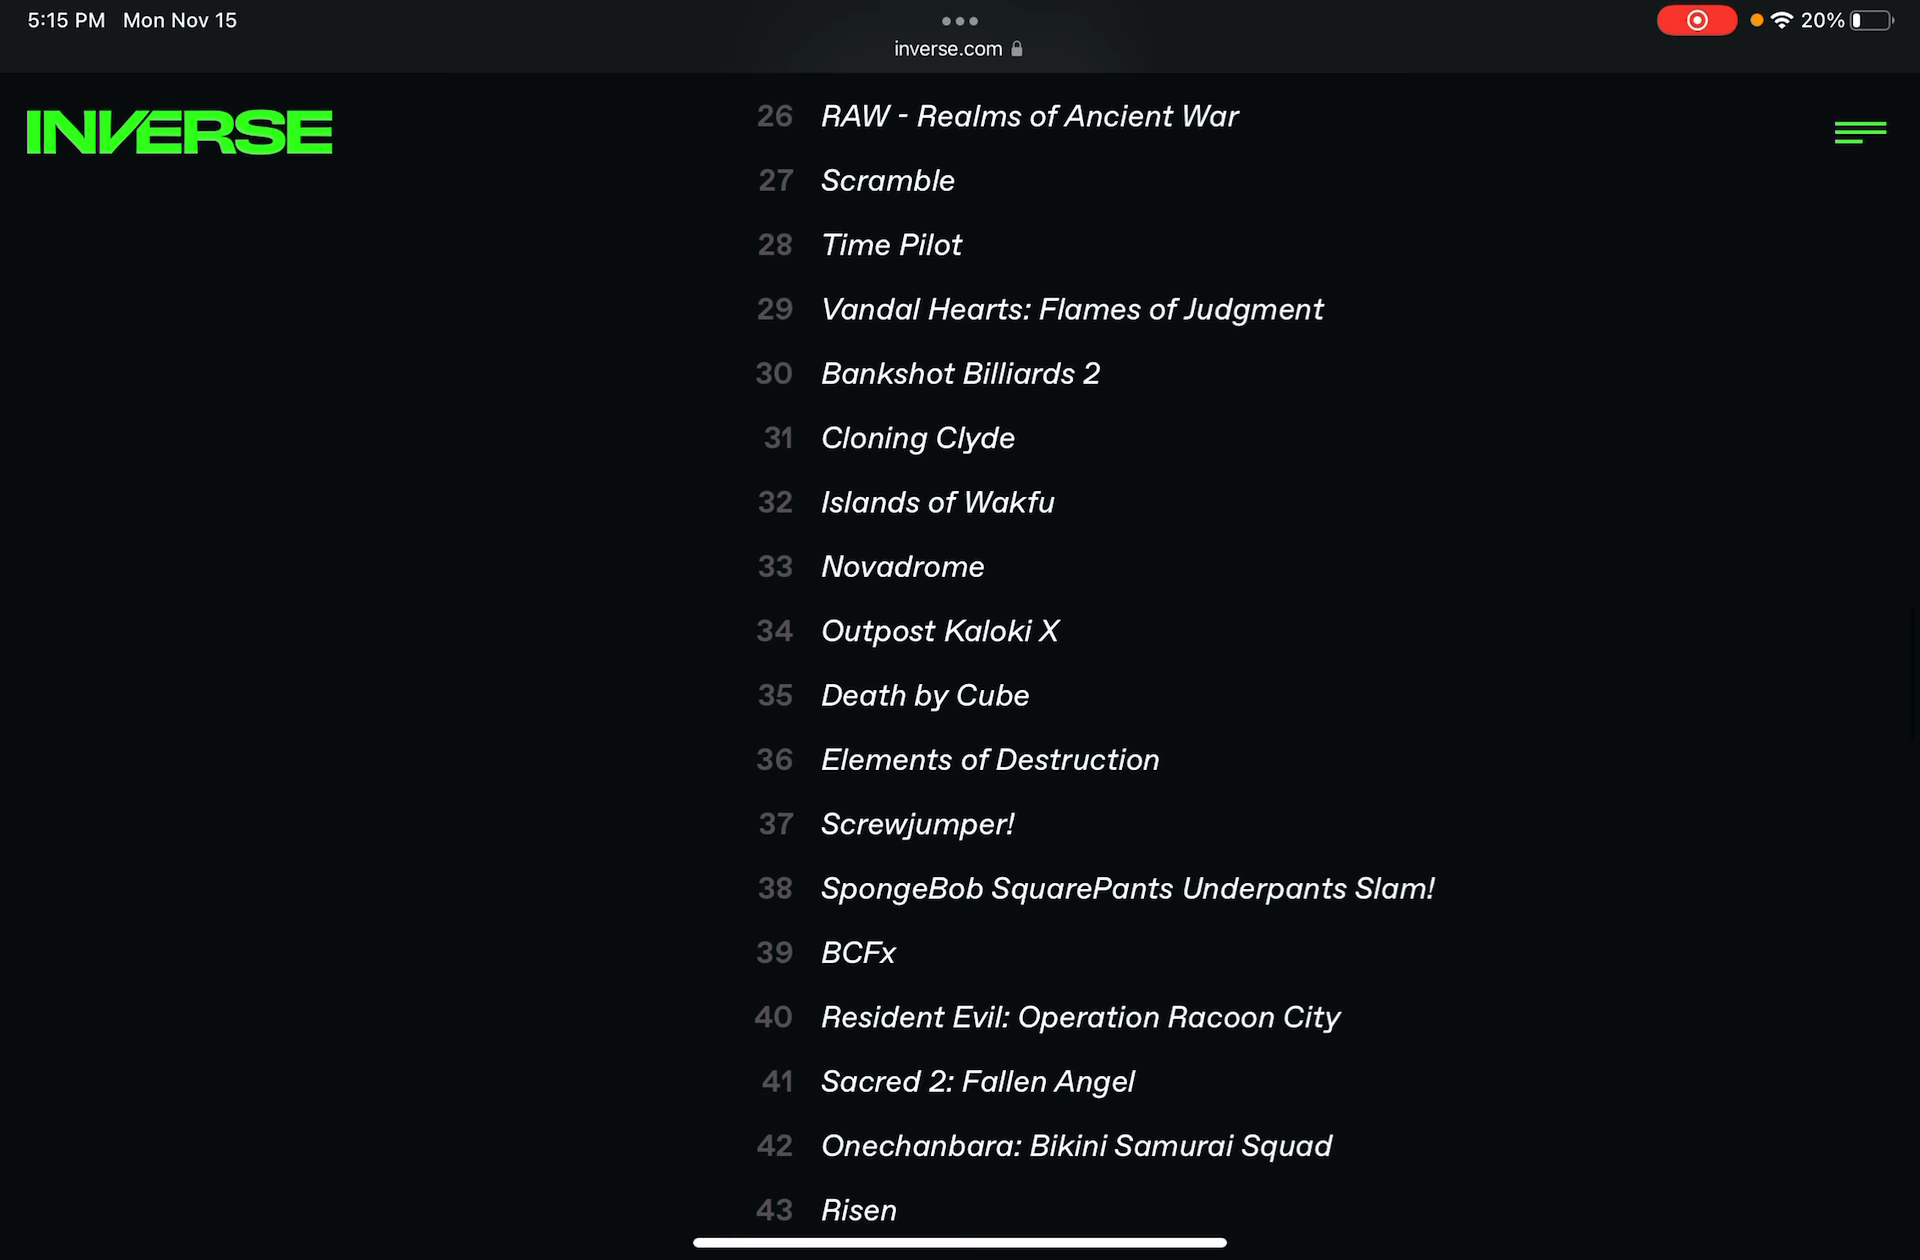 5:15 PM Mon Nov 15
20%
inverse.com
INVERSE
26 RAW - Realms of Ancient War
27 Scramble
28 Time Pilot
29 Vandal Hearts: Flames of Judgment
30 Bankshot Billiards 2
31 Cloning Clyde
32 Islands of Wakfu
33 Novadrome
34 Outpost Kaloki X
35 Death by Cube
36 Elements of Destruction
37 Screwjumper!
38 SpongeBob SquarePants Underpants Slam!
39 BCFx
40 Resident Evil: Operation Racoon City
41 Sacred 2: Fallen Angel
42 Onechanbara: Bikini Samurai Squad
43 Risen